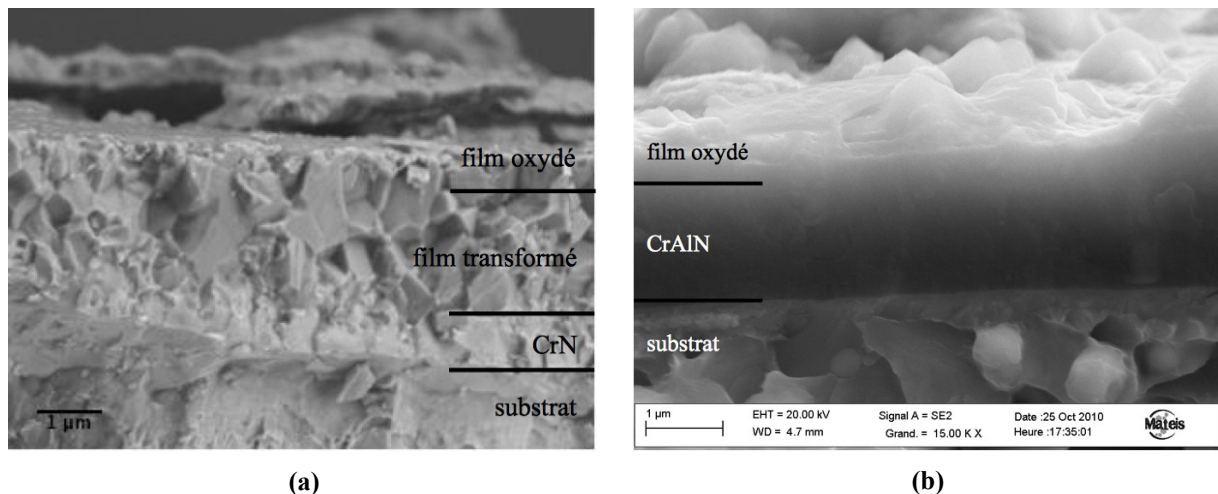 film oxydé
film transformé
CrN
substrat
1 µm
(a)
film oxydé
CrAlN
substrat
1 µm
EHT = 20.00 kV
WD = 4.7 mm
Signal A = SE2
Grand. = 15.00 K X
Date :25 Oct 2010
Heure :17:35:01
Mateis
(b)